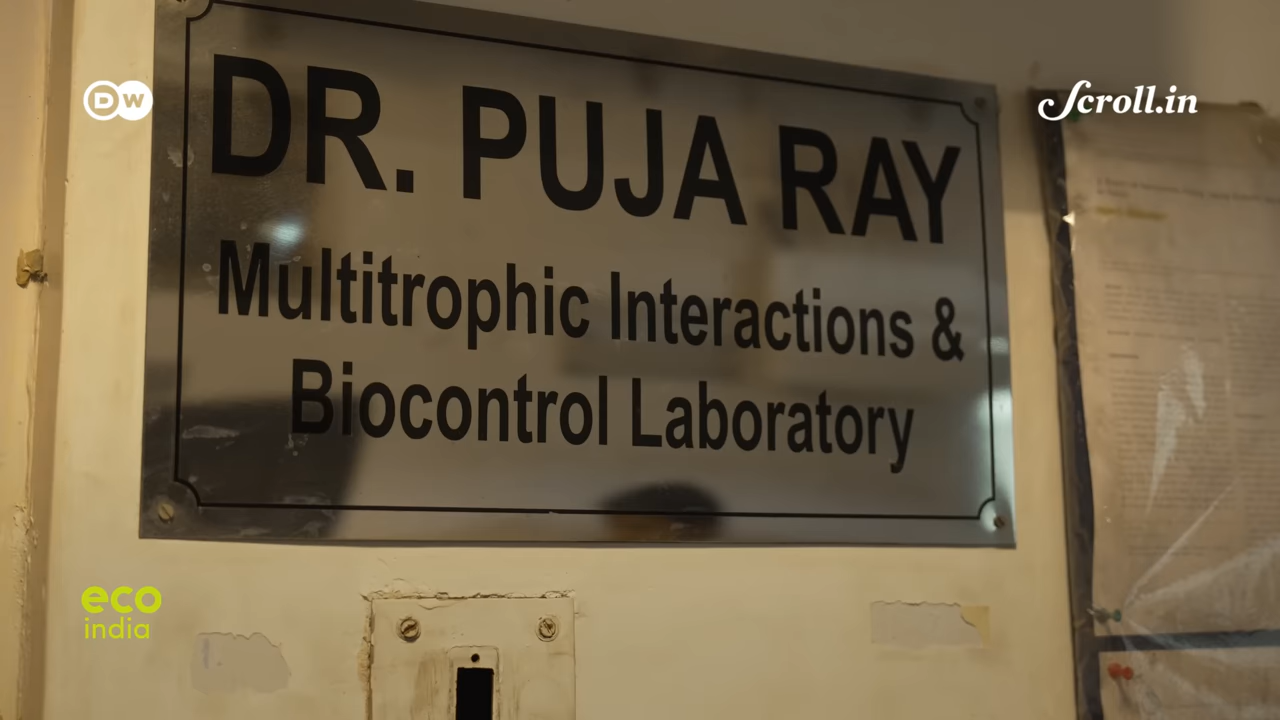 DW
Scroll.in
DR. PUJA RAY
Multitrophic Interactions &
Biocontrol Laboratory
eco
india